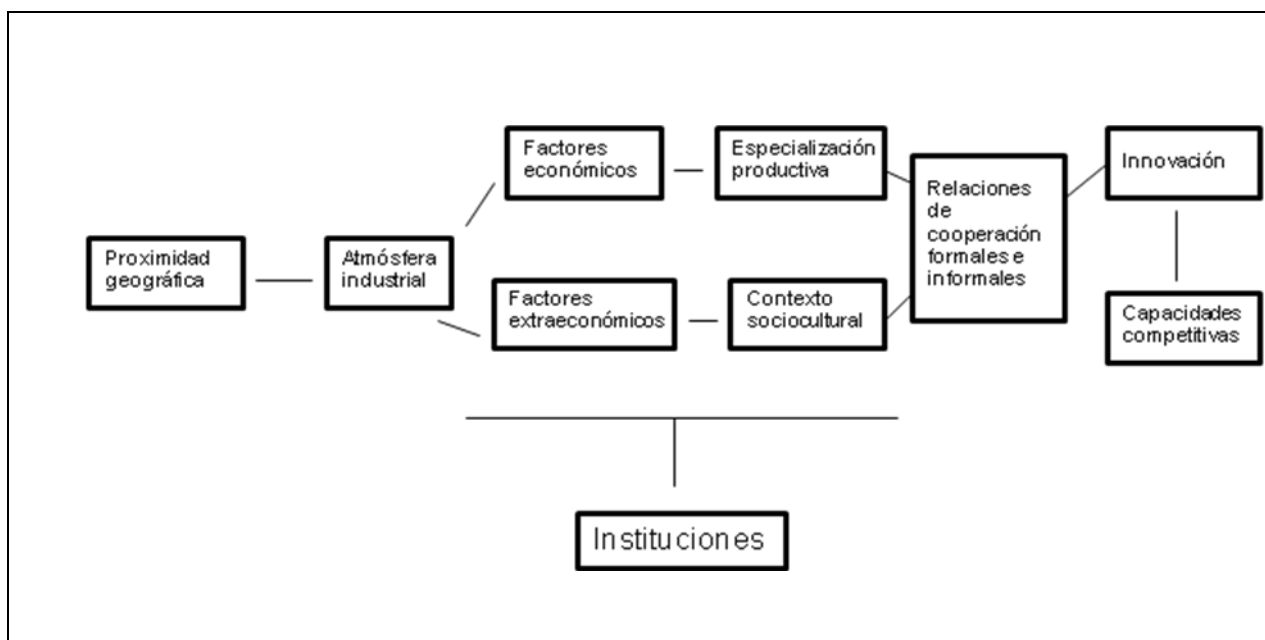 Proximidad
geográfica
Atmósfera
industrial
Factores
económicos
Especialización
productiva
Factores
extraeconómicos
Contexto
sociocultural
Relaciones
de
cooperación
formales e
informales
Innovación
Capacidades
competitivas
Instituciones